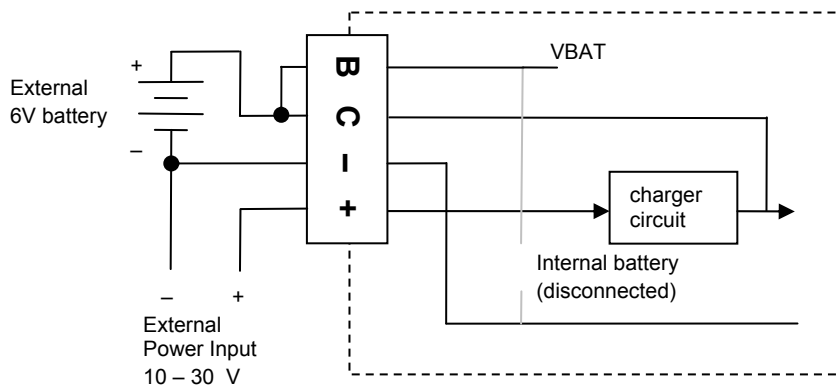 VBAT
+
External
6V battery
–
B
C
–
+
charger
circuit
Internal battery
(disconnected)
– +
External
Power Input
10 – 30 V